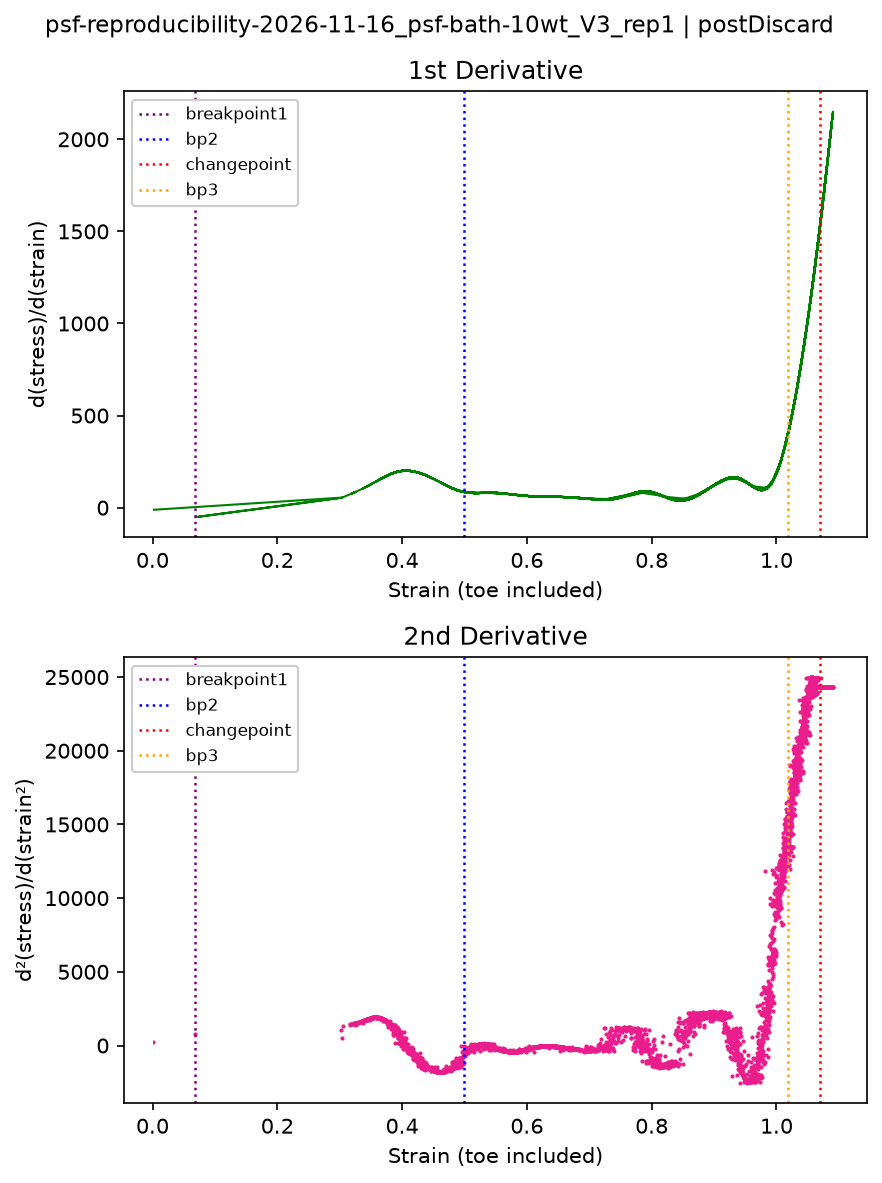 psf-reproducibility-2026-11-16_psf-bath-10wt_V3_rep1 | postDiscard
1st Derivative
breakpoint1
bp2
changepoint
bp3
d(stress)/d(strain)
2000
1500
1000
500
0
0.0 0.2 0.4 0.6 0.8 1.0
Strain (toe included)
2nd Derivative
breakpoint1
bp2
changepoint
bp3
d²(stress)/d(strain²)
25000
20000
15000
10000
5000
0
0.0 0.2 0.4 0.6 0.8 1.0
Strain (toe included)